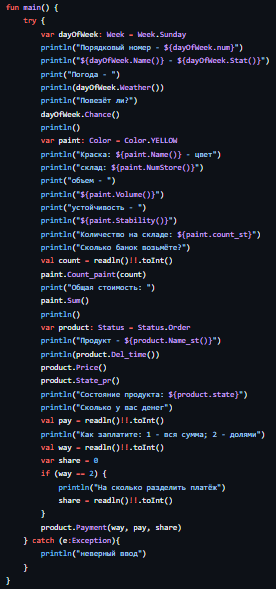 fun main() {
    try {
        var dayOfWeek: Week = Week.Sunday
        println("Порядковый номер - ${dayOfWeek.num}")
        println("${dayOfWeek.Name()} - ${dayOfWeek.Stat()}")
        print("Погода - ")
        println(dayOfWeek.Weather())
        println("Повезёт ли?")
        dayOfWeek.Chance()
        println()
        var paint: Color = Color.YELLOW
        println("Краска: ${paint.Name()} - цвет")
        println("склад: ${paint.NumStore()}")
        print("объем - ")
        println("${paint.Volume()}")
        print("устойчивость - ")
        println("${paint.Stability()}")
        println("Количество на складе: ${paint.count_st}")
        println("Сколько банок возьмёте?")
        val count = readln()!!.toInt()
        paint.Count_paint(count)
        print("Общая стоимость: ")
        paint.Sum()
        println()
        var product: Status = Status.Order
        println("Продукт - ${product.Name_st()}")
        println(product.Del_time())
        product.Price()
        product.State_pr()
        println("Состояние продукта: ${product.state}")
        println("Сколько у вас денег")
        val pay = readln()!!.toInt()
        println("Как заплатите: 1 - вся сумма; 2 - долями")
        val way = readln()!!.toInt()
        var share = 0
        if (way == 2) {
            println("На сколько разделить платёж")
            share = readln()!!.toInt()
        }
        product.Payment(way, pay, share)
    } catch (e:Exception){
        println("неверный ввод")
    }
}